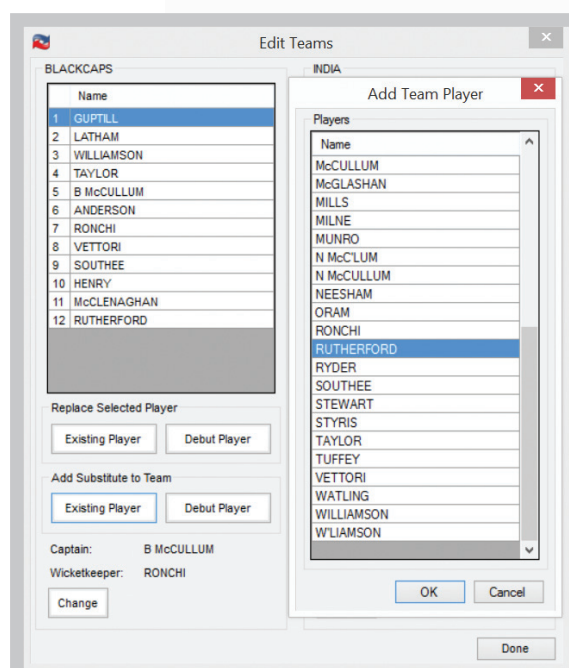 Edit Teams
BLACKCAPS
Name
1 GUPTILL
2 LATHAM
3 WILLIAMSON
4 TAYLOR
5 B McCULLUM
6 ANDERSON
7 RONCHI
8 VETTORI
9 SOUTHEE
10 HENRY
11 McCLENAGHAN
12 RUTHERFORD
Replace Selected Player
Existing Player Debut Player
Add Substitute to Team
Existing Player Debut Player
Captain: B McCULLUM
Wicketkeeper: RONCHI
Change
INDIA
Add Team Player
Players
Name
McCULLUM
McGLASHAN
MILLS
MILNE
MUNRO
N McC'LUM
N McCULLUM
NEESHAM
ORAM
RONCHI
RUTHERFORD
RYDER
SOUTHEE
STEWART
STYRIS
TAYLOR
TUFFEY
VETTORI
WATLING
WILLIAMSON
W'LIAMSON
OK Cancel
Done